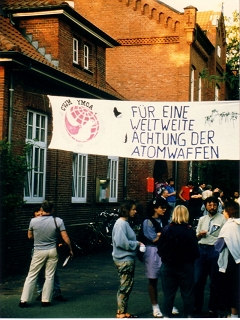 CVJM YMCA
FÜR EINE
WELTWEITE
ÄCHTUNG DER
ATOMWAFFEN